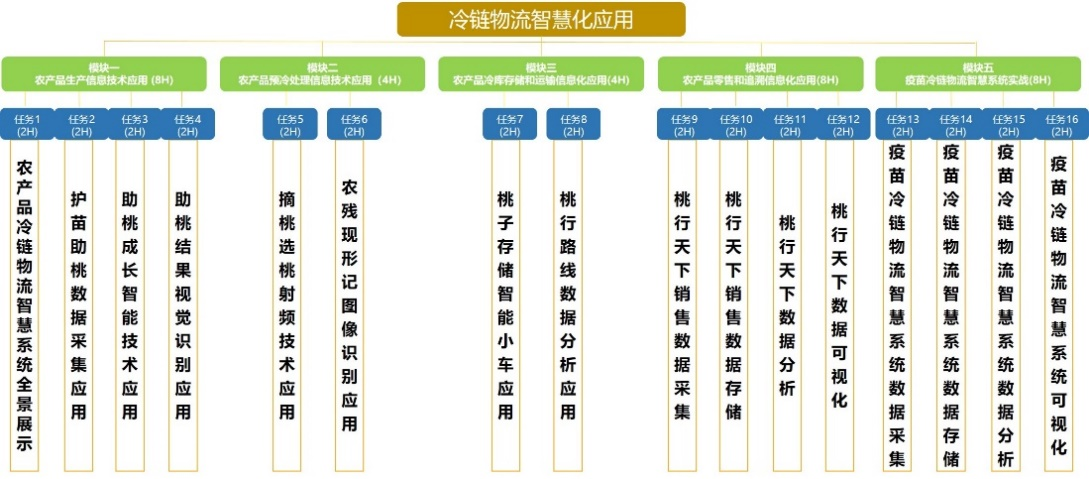 冷链物流智慧化应用
模块一
农产品生产信息技术应用 (8H)
模块二
农产品预冷处理信息技术应用（4H）
模块三
农产品冷库存储和运输信息化应用(4H)
模块四
农产品零售和追溯信息化应用(8H)
模块五
疫苗冷链物流智慧系统实战(8H)
任务1
(2H)
任务2
(2H)
任务3
(2H)
任务4
(2H)
任务5
(2H)
任务6
(2H)
任务7
(2H)
任务8
(2H)
任务9
(2H)
任务10
(2H)
任务11
(2H)
任务12
(2H)
任务13
(2H)
任务14
(2H)
任务15
(2H)
任务16
(2H)
农产品冷链物流智慧系统全景展示
护苗助桃数据采集应用
助桃成长智能技术应用
助桃结果视觉识别应用
摘桃选桃射频技术应用
农残现形记图像识别应用
桃子存储智能小车应用
桃行路线数据分析应用
桃行天下销售数据采集
桃行天下销售数据存储
桃行天下数据分析
桃行天下数据可视化
疫苗冷链物流智慧系统数据采集
疫苗冷链物流智慧系统数据存储
疫苗冷链物流智慧系统数据分析
疫苗冷链物流智慧系统可视化